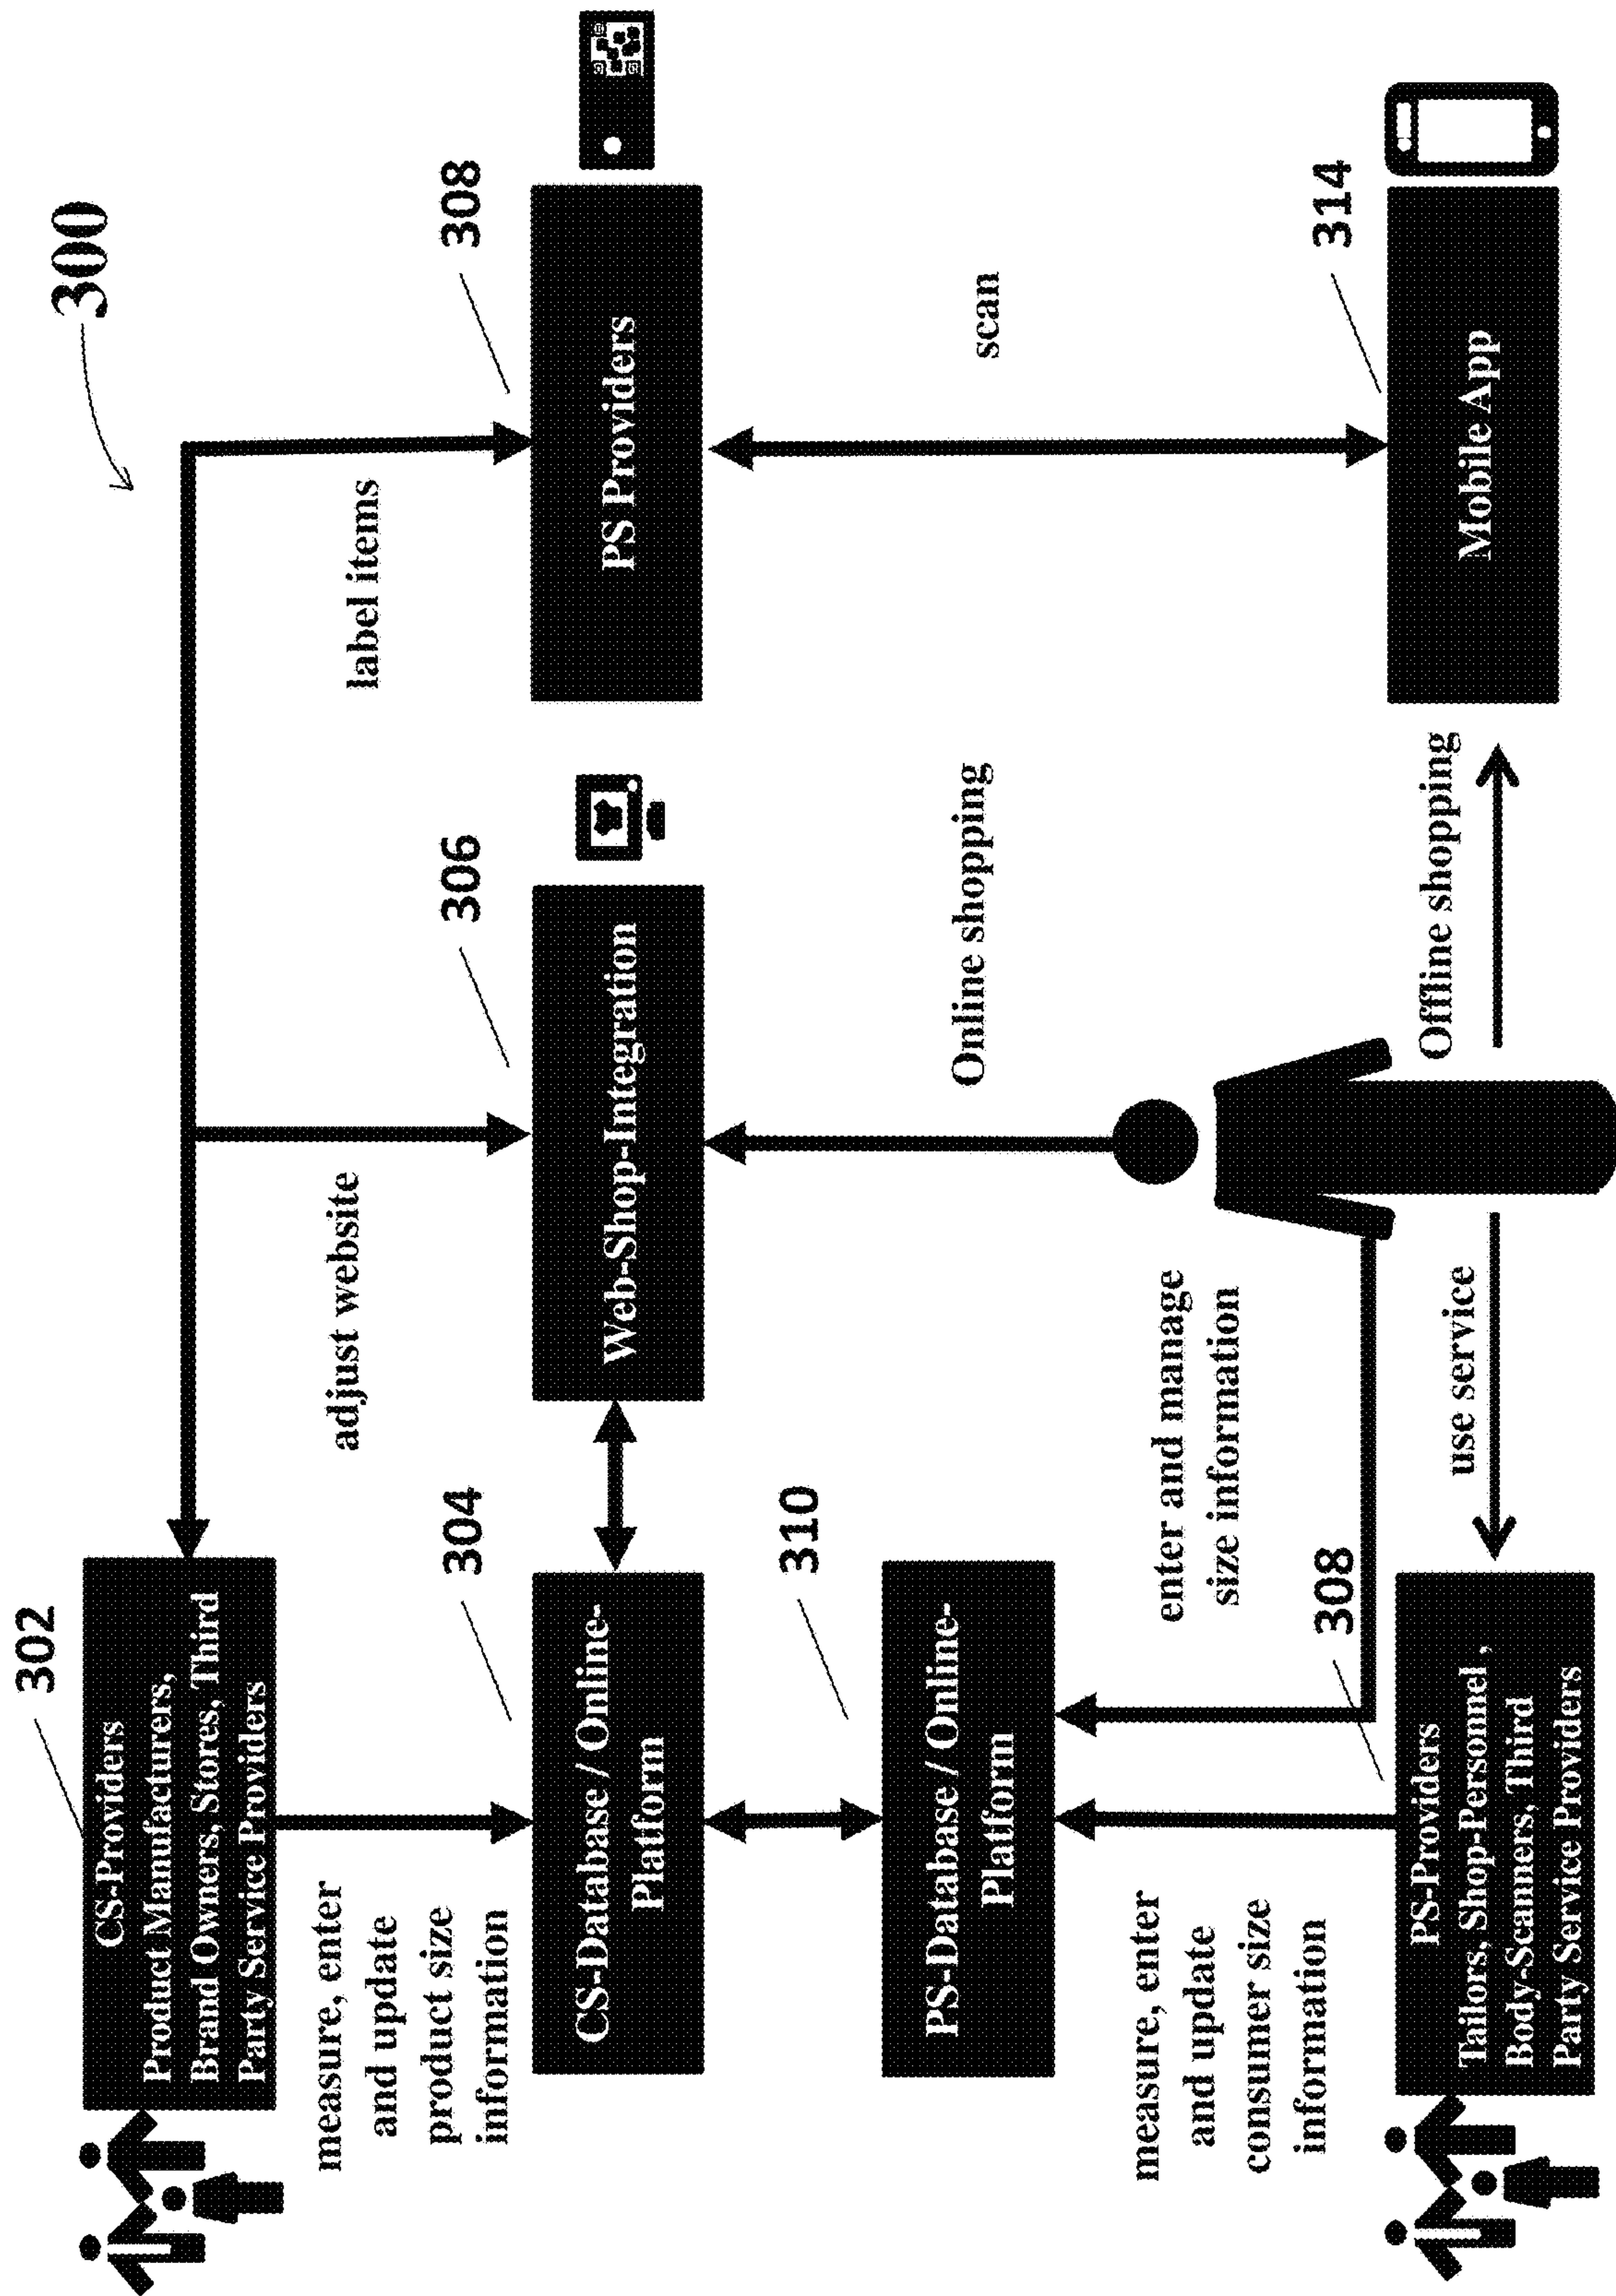 300
302
CS-Providers
Product Manufacturers,
Brand Owners, Stores, Third
Party Service Providers
adjust website
label items
measure, enter
and update
product size
information
304
CS-Database / Online-
Platform
306
Web-Shop-Integration
308
PS Providers
310
PS-Database / Online-
Platform
Online shopping
scan
enter and manage
size information
measure, enter
and update
consumer size
information
308
PS-Providers
Tailors, Shop-Personnel ,
Body-Scanners, Third
Party Service Providers
use service
Offline shopping
314
Mobile App